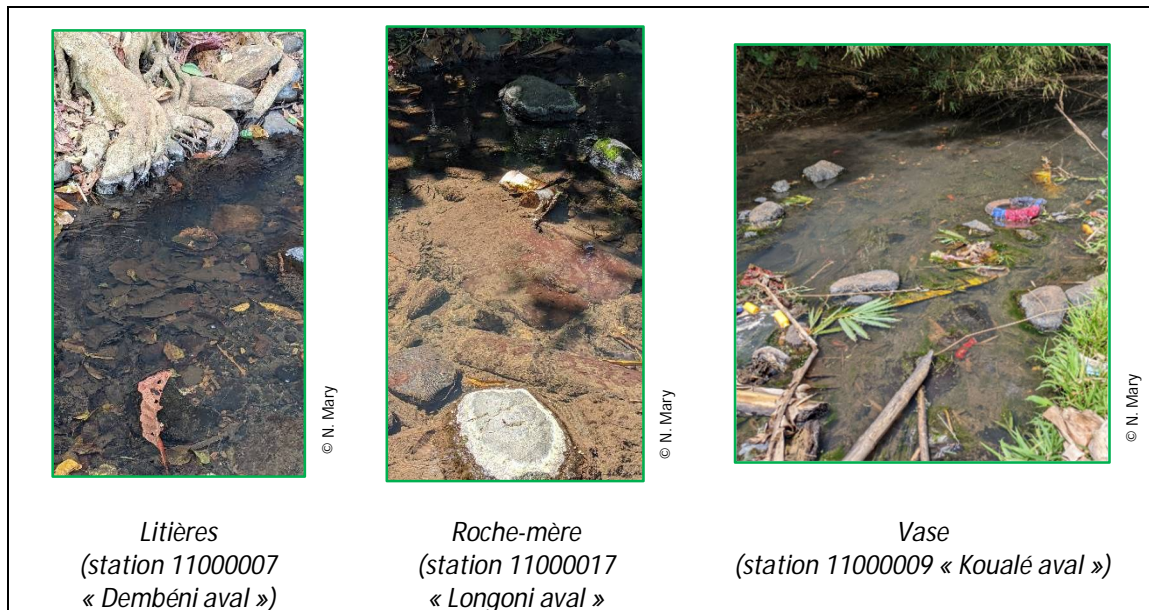 © N. Mary
© N. Mary
© N. Mary
Litières
(station 11000007
« Dembéni aval »)
Roche-mère
(station 11000017
« Longoni aval »
Vase
(station 11000009 « Koualé aval »)